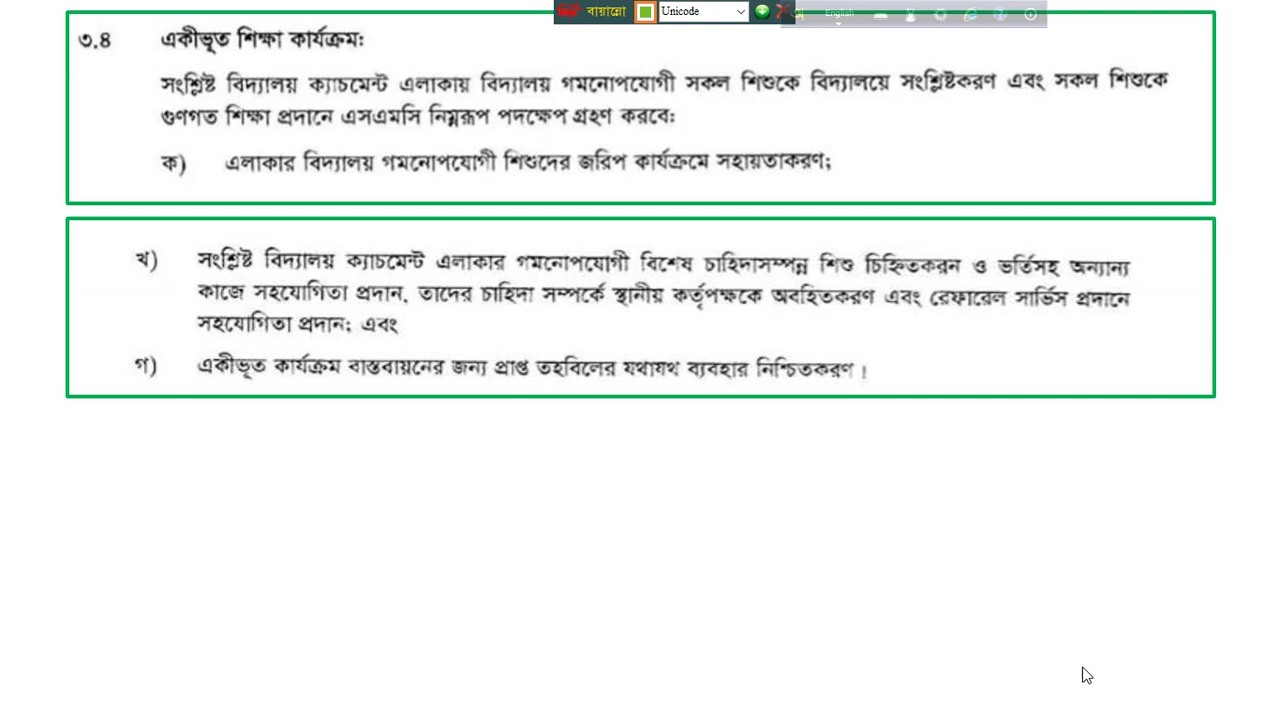 বায়ান্নো Unicode English
৩.৪ একীভূত শিক্ষা কার্যক্রমঃ
সংশ্লিষ্ট বিদ্যালয় ক্যাচমেন্ট এলাকায় বিদ্যালয় গমনোপযোগী সকল শিশুকে বিদ্যালয়ে সংশ্লিষ্টকরণ এবং সকল শিশুকে
গুণগত শিক্ষা প্রদানে এসএমসি নিম্নরূপ পদক্ষেপ গ্রহণ করবেঃ
ক) এলাকার বিদ্যালয় গমনোপযোগী শিশুদের জরিপ কার্যক্রমে সহায়তাকরণ;
খ) সংশ্লিষ্ট বিদ্যালয় ক্যাচমেন্ট এলাকার গমনোপযোগী বিশেষ চাহিদাসম্পন্ন শিশু চিহ্নিতকরন ও ভর্তিসহ অন্যান্য
কাজে সহযোগিতা প্রদান, তাদের চাহিদা সম্পর্কে স্থানীয় কর্তৃপক্ষকে অবহিতকরণ এবং রেফারেল সার্ভিস প্রদানে
সহযোগিতা প্রদান; এবং
গ) একীভূত কার্যক্রম বাস্তবায়নের জন্য প্রাপ্ত তহবিলের যথাযথ ব্যবহার নিশ্চিতকরণ।